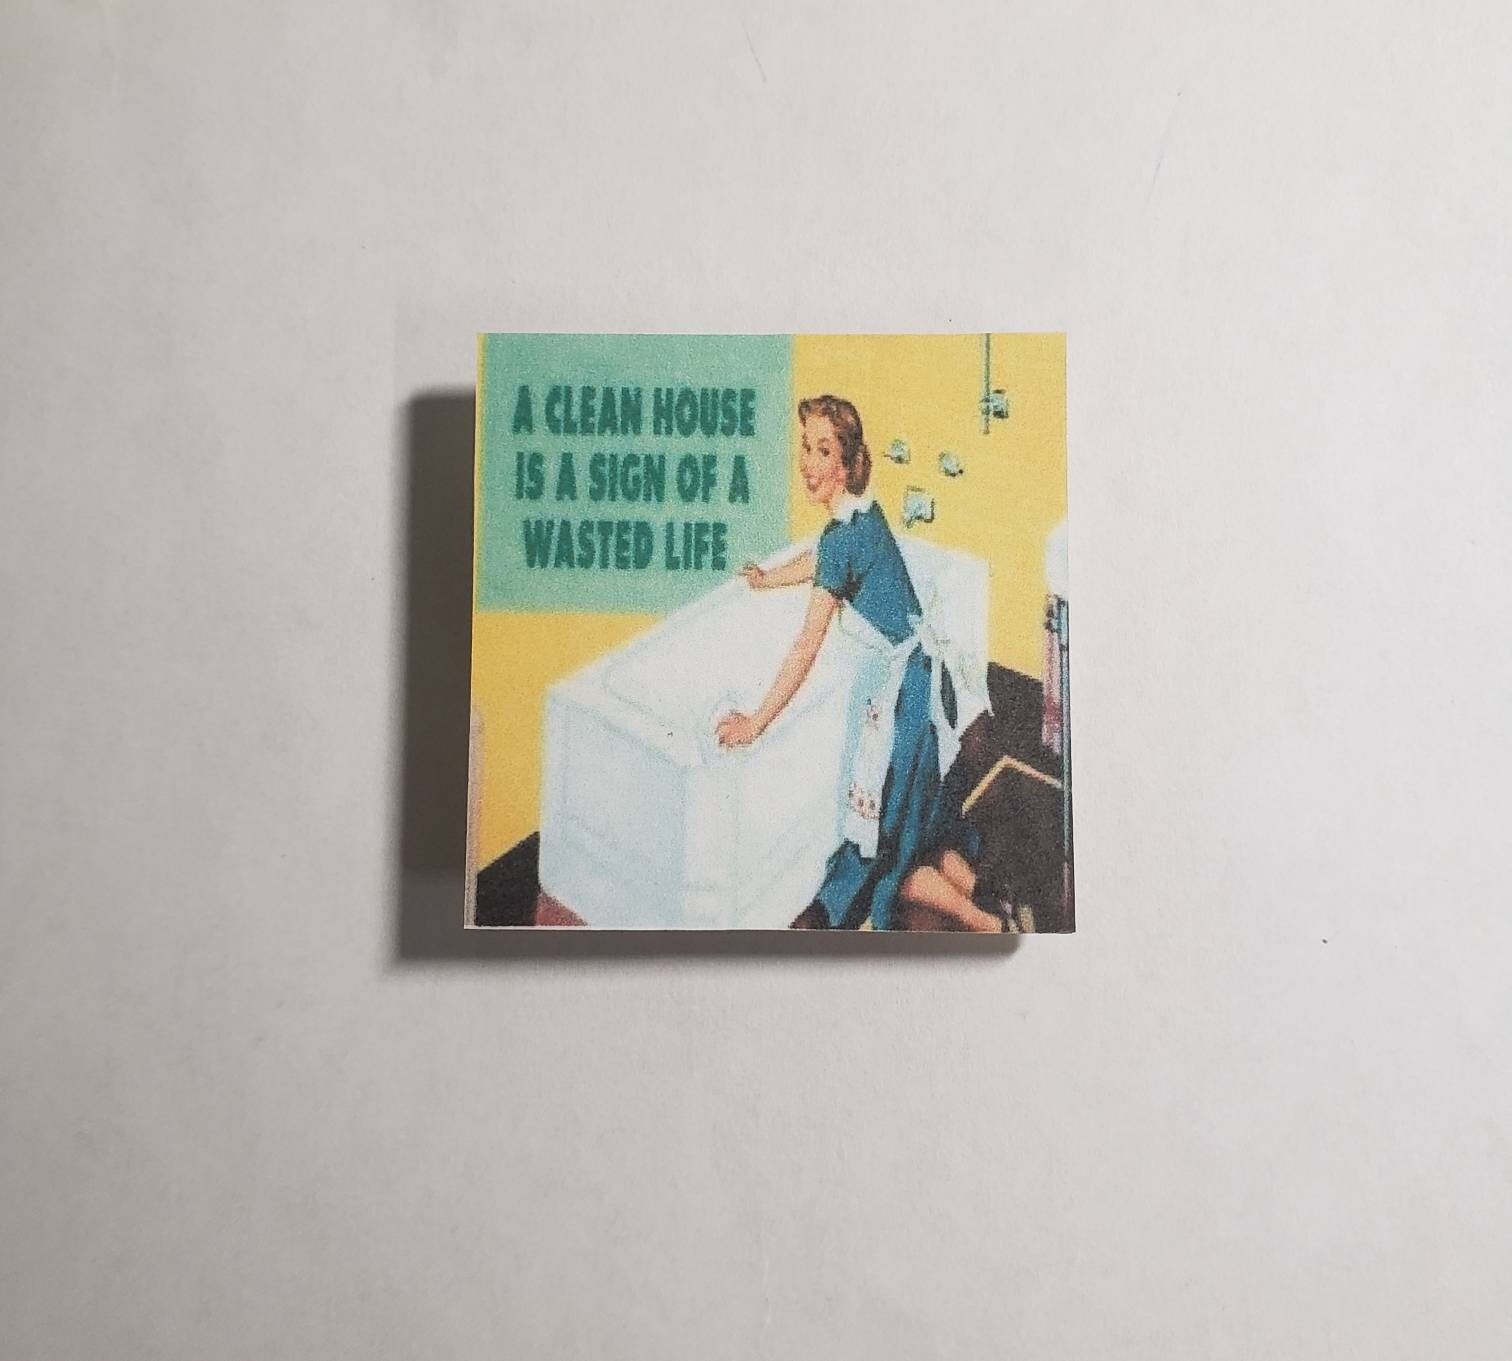 A CLEAN HOUSE
IS A SIGN OF A
WASTED LIFE